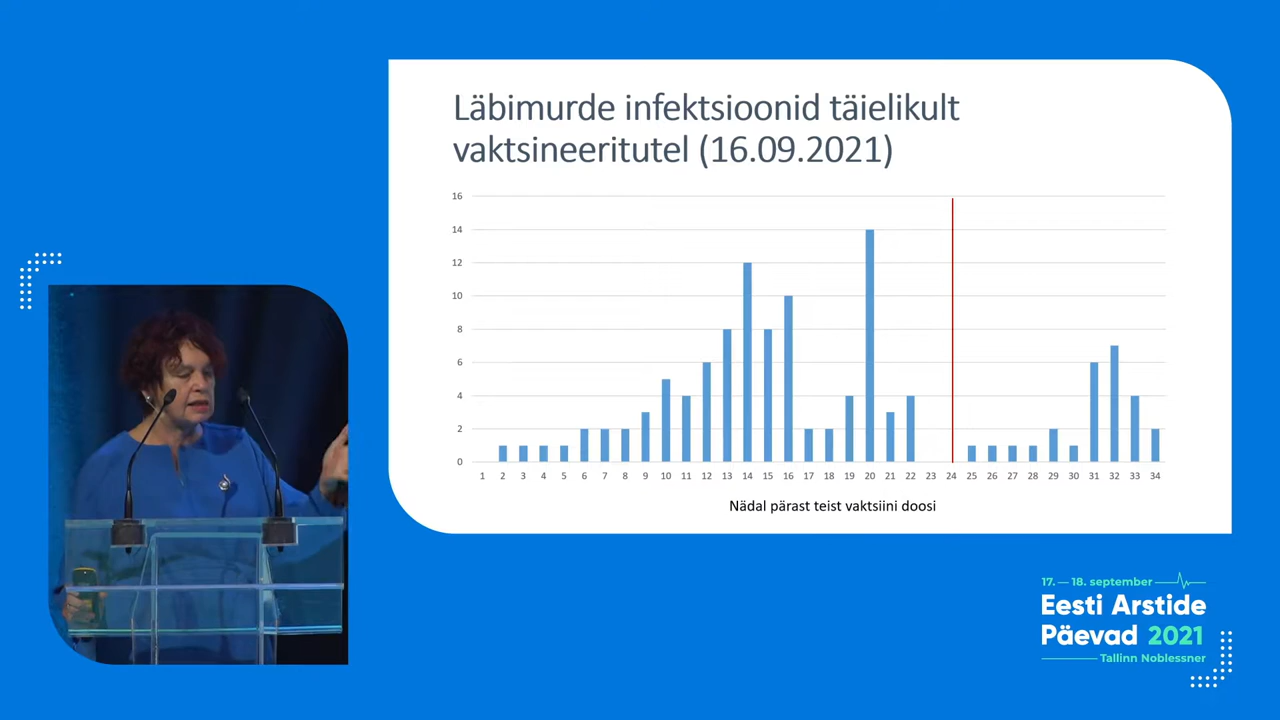 Läbimurde infektsioonid täielikult
vaktsineeritutel (16.09.2021)
16
14
12
10
8
6
4
2
0
1 2 3 4 5 6 7 8 9 10 11 12 13 14 15 16 17 18 19 20 21 22 23 24 25 26 27 28 29 30 31 32 33 34
Nädal pärast teist vaktsiini doosi
17. — 18. september
Eesti Arstide
Päevad 2021
Tallinn Noblessner